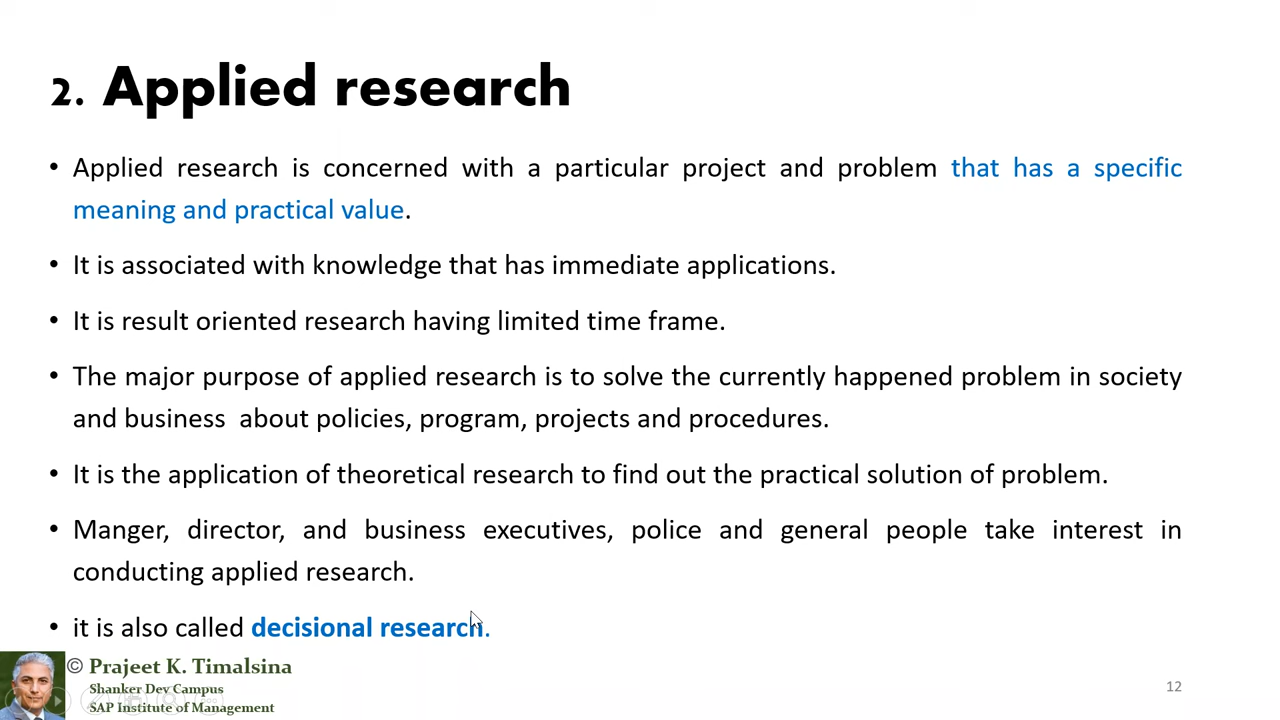 2. Applied research
• Applied research is concerned with a particular project and problem that has a specific
meaning and practical value.
• It is associated with knowledge that has immediate applications.
• It is result oriented research having limited time frame.
• The major purpose of applied research is to solve the currently happened problem in society
and business  about policies, program, projects and procedures.
• It is the application of theoretical research to find out the practical solution of problem.
• Manger, director, and business executives, police and general people take interest in
conducting applied research.
• it is also called decisional research.
© Prajeet K. Timalsina
Shanker Dev Campus
SAP Institute of Management
12